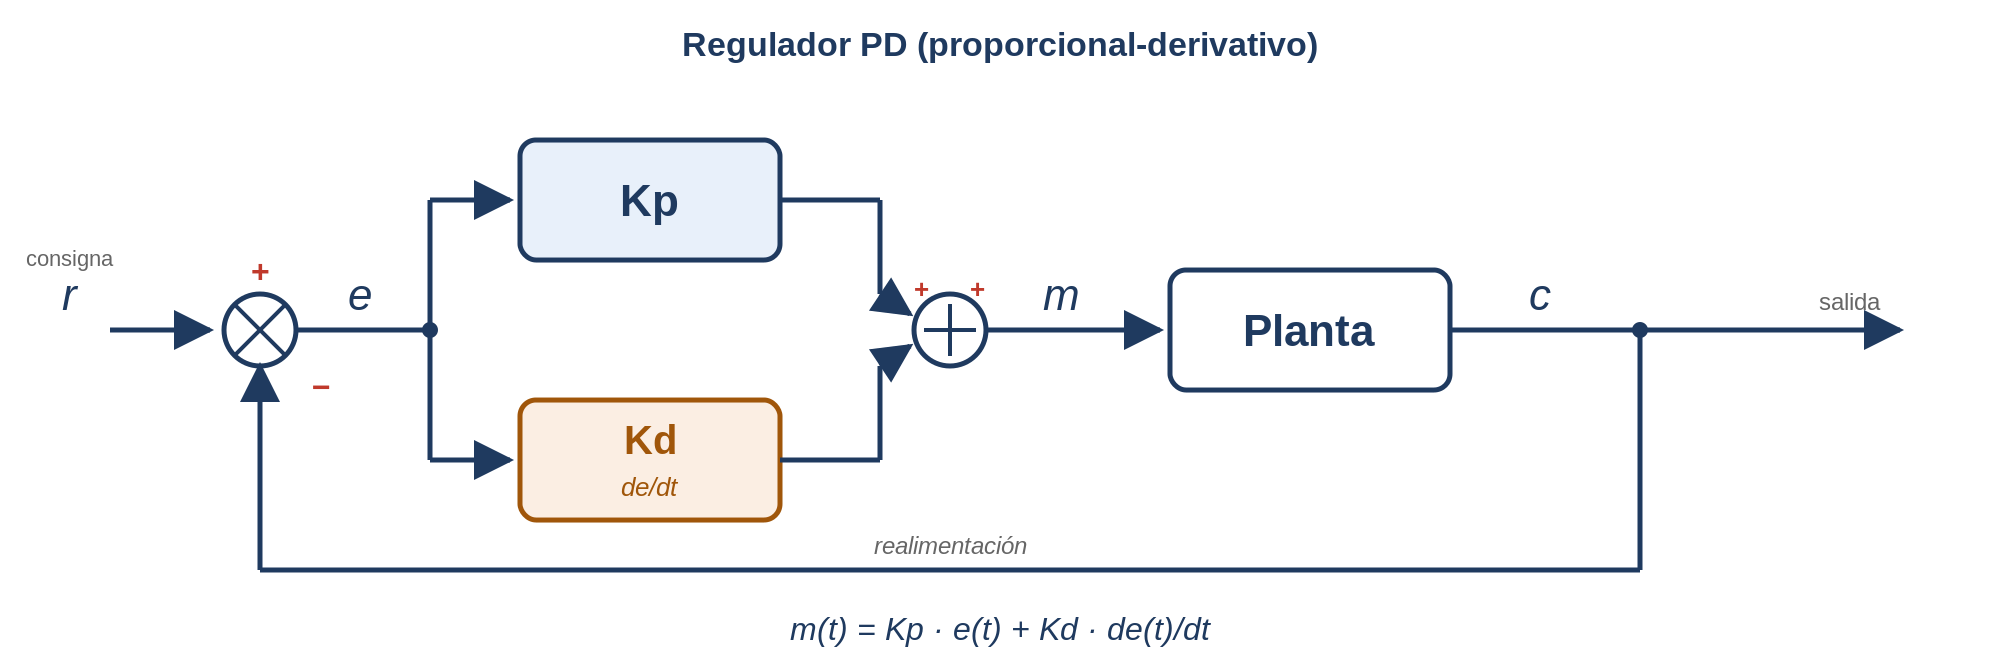 Regulador PD (proporcional-derivativo)
Kp
consigna
r
+
e
+ +
m
Planta
c
salida
−
Kd
de/dt
realimentación
m(t) = Kp · e(t) + Kd · de(t)/dt